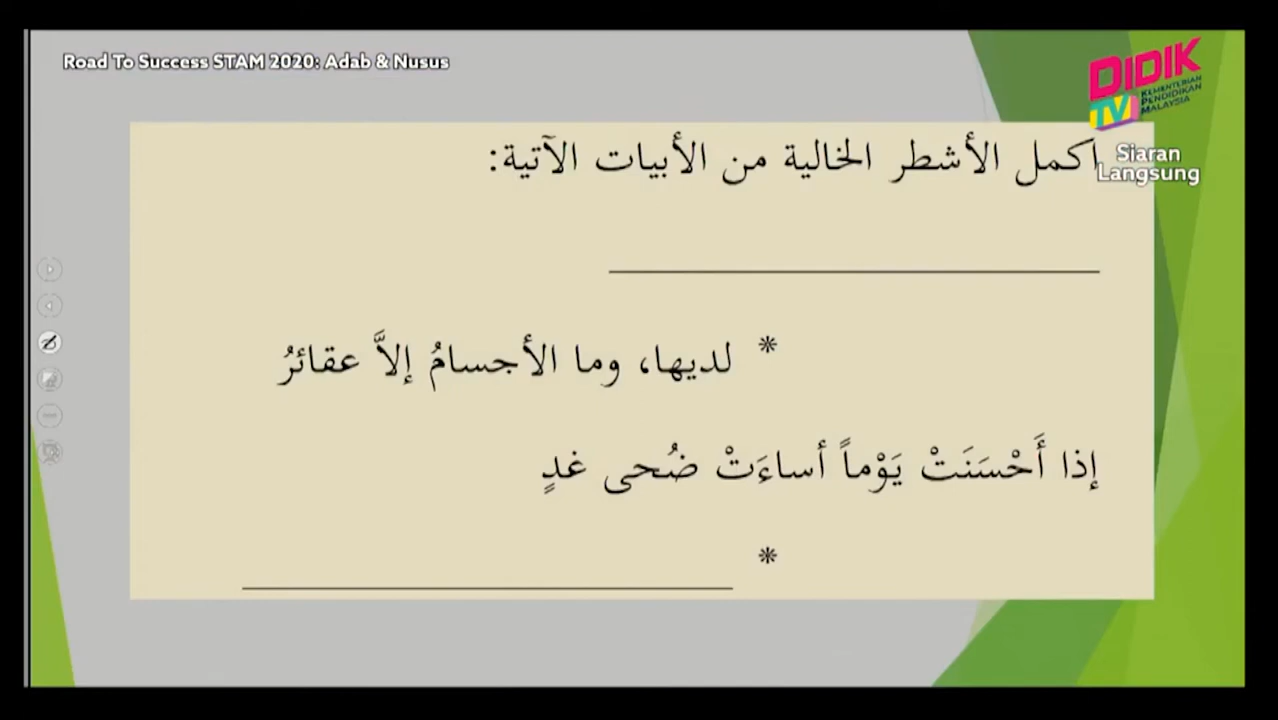 Road To Success STAM 2020: Adab & Nusus
DIDIK
TV
KEMENTERIAN
PENDIDIKAN
MALAYSIA
Siaran
Langsung
اكمل الأشطر الخالية من الأبيات الآتية:
* لديها، وما الأجسامُ إلاَّ عقائرُ
إذا أَحْسَنَتْ يَوْماً أساءَتْ ضُحى غدٍ
*